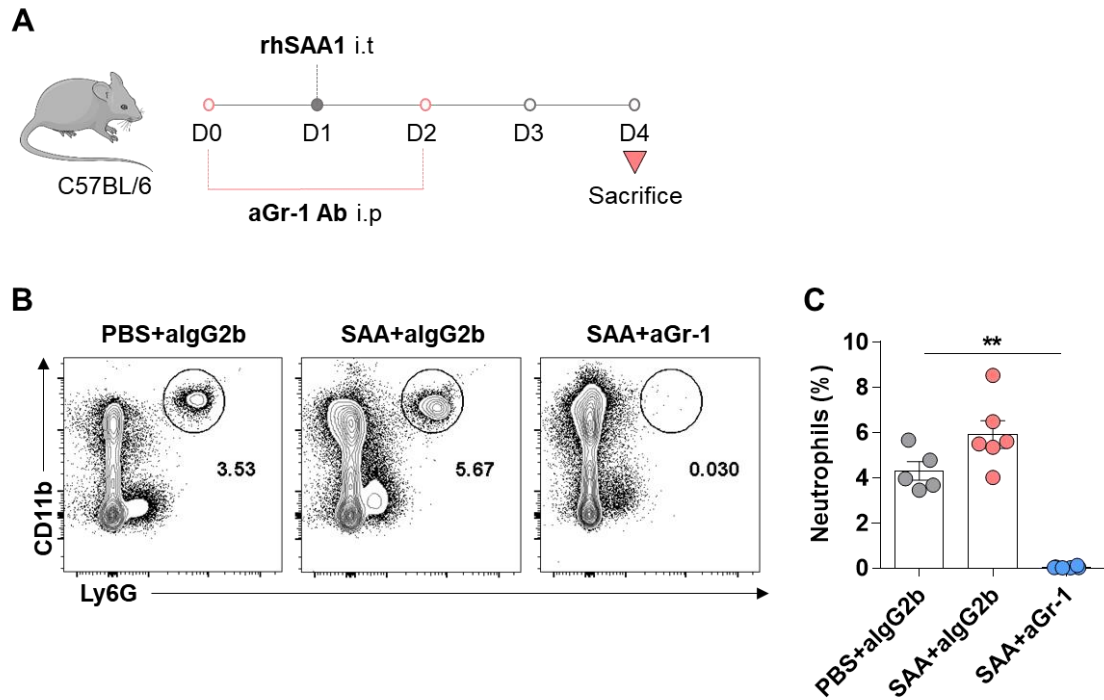 A
rhSAA1 i.t
D0 D1 D2 D3 D4
C57BL/6
Sacrifice
aGr-1 Ab i.p
B
PBS+aIgG2b SAA+aIgG2b SAA+aGr-1
3.53 5.67 0.030
CD11b
Ly6G
C
**
Neutrophils (%)
10
8
6
4
2
0
PBS+aIgG2b
SAA+aIgG2b
SAA+aGr-1